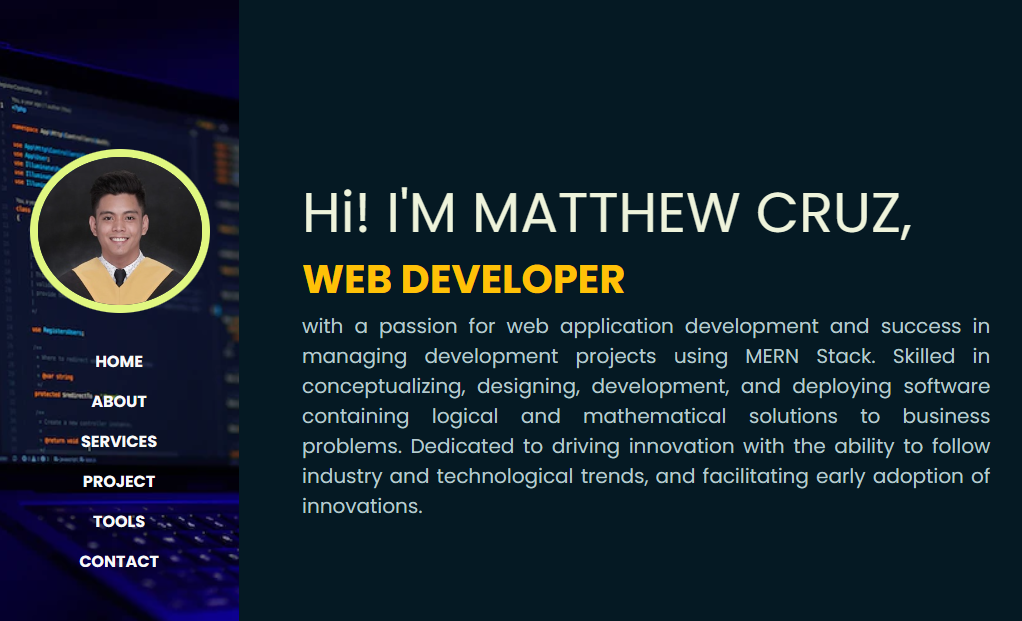 HOME
ABOUT
SERVICES
PROJECT
TOOLS
CONTACT
Hi! I'M MATTHEW CRUZ,
WEB DEVELOPER
with a passion for web application development and success in
managing development projects using MERN Stack. Skilled in
conceptualizing, designing, development, and deploying software
containing logical and mathematical solutions to business
problems. Dedicated to driving innovation with the ability to follow
industry and technological trends, and facilitating early adoption of
innovations.